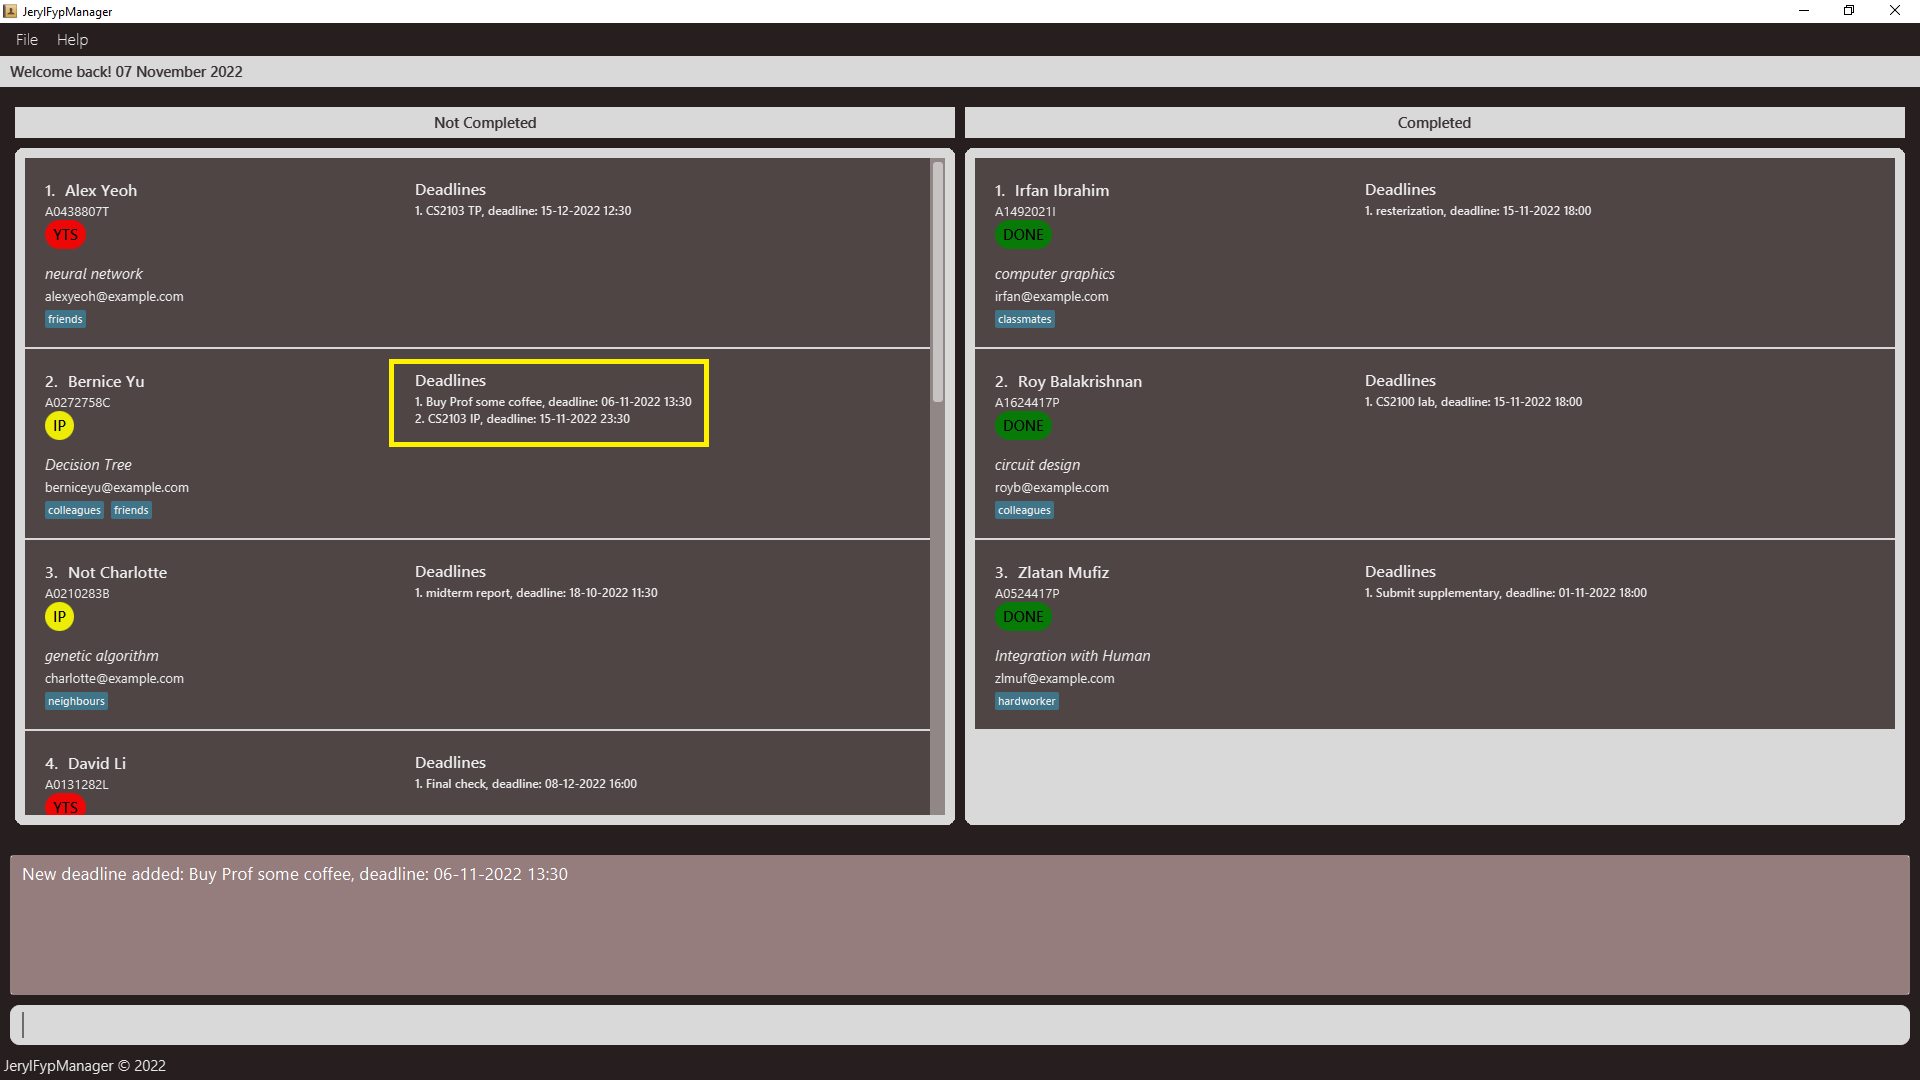 JerylFypManager
File Help
Welcome back! 07 November 2022
Not Completed
1. Alex Yeoh
A0438807T
YTS
neural network
alexyeoh@example.com
friends
Deadlines
1. CS2103 TP, deadline: 15-12-2022 12:30
2. Bernice Yu
A0272758C
IP
Decision Tree
berniceyu@example.com
colleagues friends
Deadlines
1. Buy Prof some coffee, deadline: 06-11-2022 13:30
2. CS2103 IP, deadline: 15-11-2022 23:30
3. Not Charlotte
A0210283B
IP
genetic algorithm
charlotte@example.com
neighbours
Deadlines
1. midterm report, deadline: 18-10-2022 11:30
4. David Li
A0131282L
YTS
Deadlines
1. Final check, deadline: 08-12-2022 16:00
Completed
1. Irfan Ibrahim
A1492021I
DONE
computer graphics
irfan@example.com
classmates
Deadlines
1. resterization, deadline: 15-11-2022 18:00
2. Roy Balakrishnan
A1624417P
DONE
circuit design
royb@example.com
colleagues
Deadlines
1. CS2100 lab, deadline: 15-11-2022 18:00
3. Zlatan Mufiz
A0524417P
DONE
Integration with Human
zlmuf@example.com
hardworker
Deadlines
1. Submit supplementary, deadline: 01-11-2022 18:00
New deadline added: Buy Prof some coffee, deadline: 06-11-2022 13:30
JerylFypManager © 2022